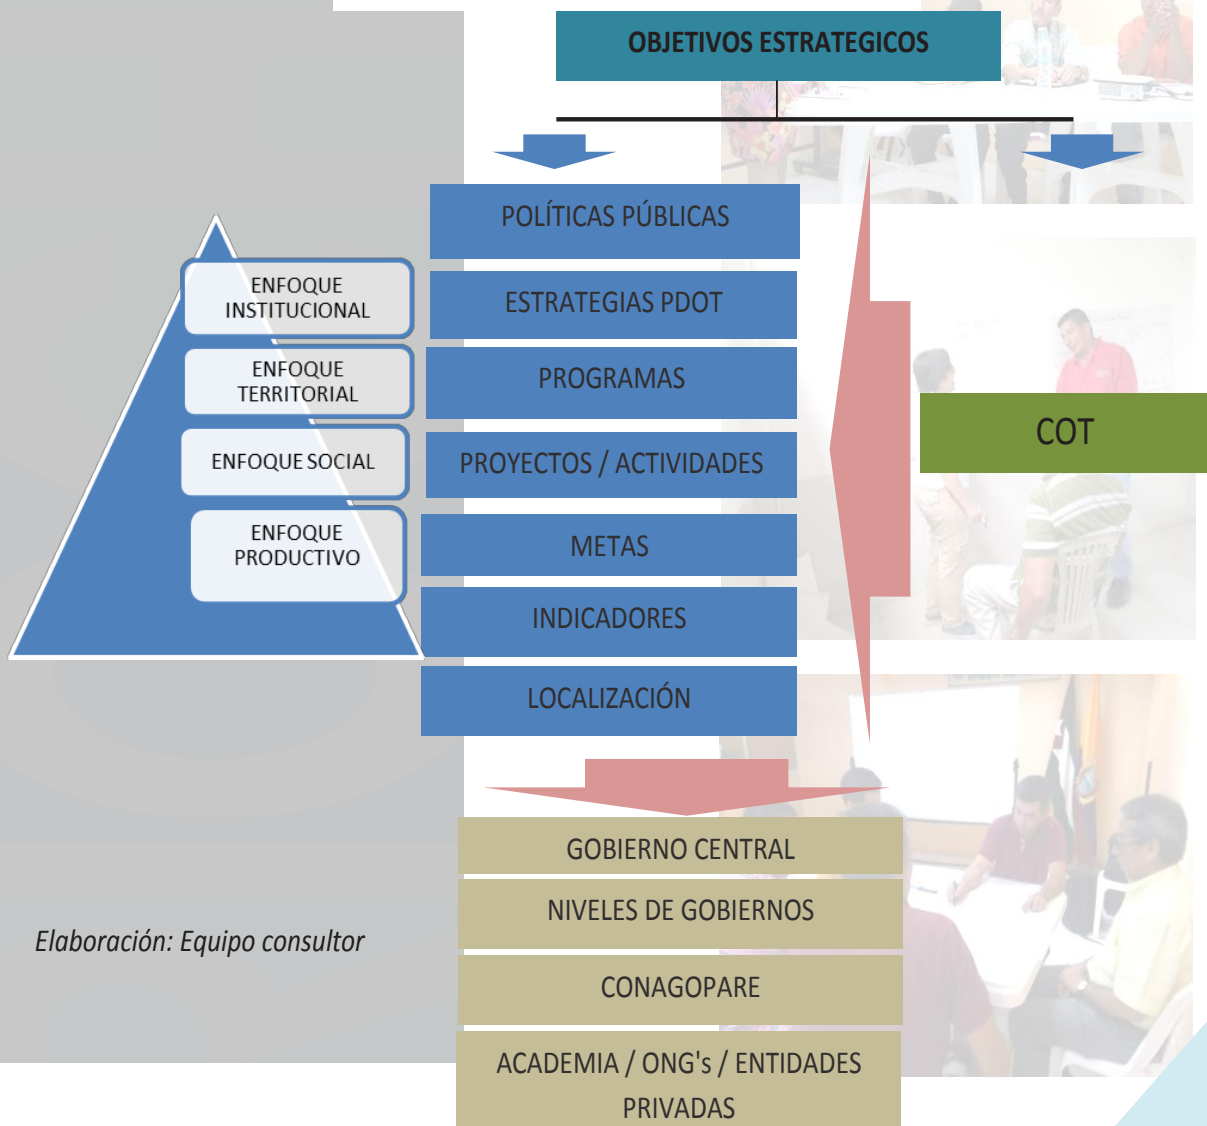 OBJETIVOS ESTRATEGICOS
POLÍTICAS PÚBLICAS
ENFOQUE
INSTITUCIONAL
ESTRATEGIAS PDOT
ENFOQUE
TERRITORIAL
PROGRAMAS
COT
ENFOQUE SOCIAL
PROYECTOS / ACTIVIDADES
ENFOQUE
PRODUCTIVO
METAS
INDICADORES
LOCALIZACIÓN
GOBIERNO CENTRAL
NIVELES DE GOBIERNOS
Elaboración: Equipo consultor
CONAGOPARE
ACADEMIA / ONG's / ENTIDADES
PRIVADAS